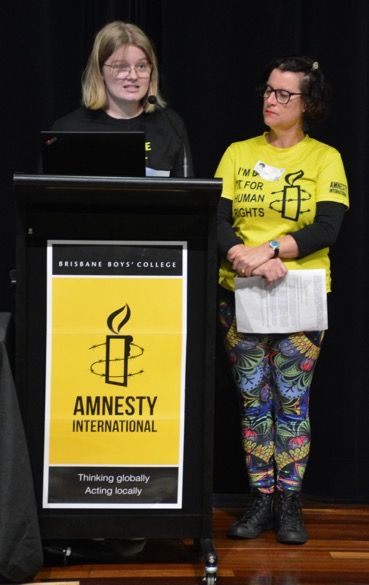 I'M
FOR
HUMAN
RIGHTS
AMNESTY
INTERNATIONAL
BRISBANE BOYS' COLLEGE
AMNESTY
INTERNATIONAL
Thinking globally
Acting locally